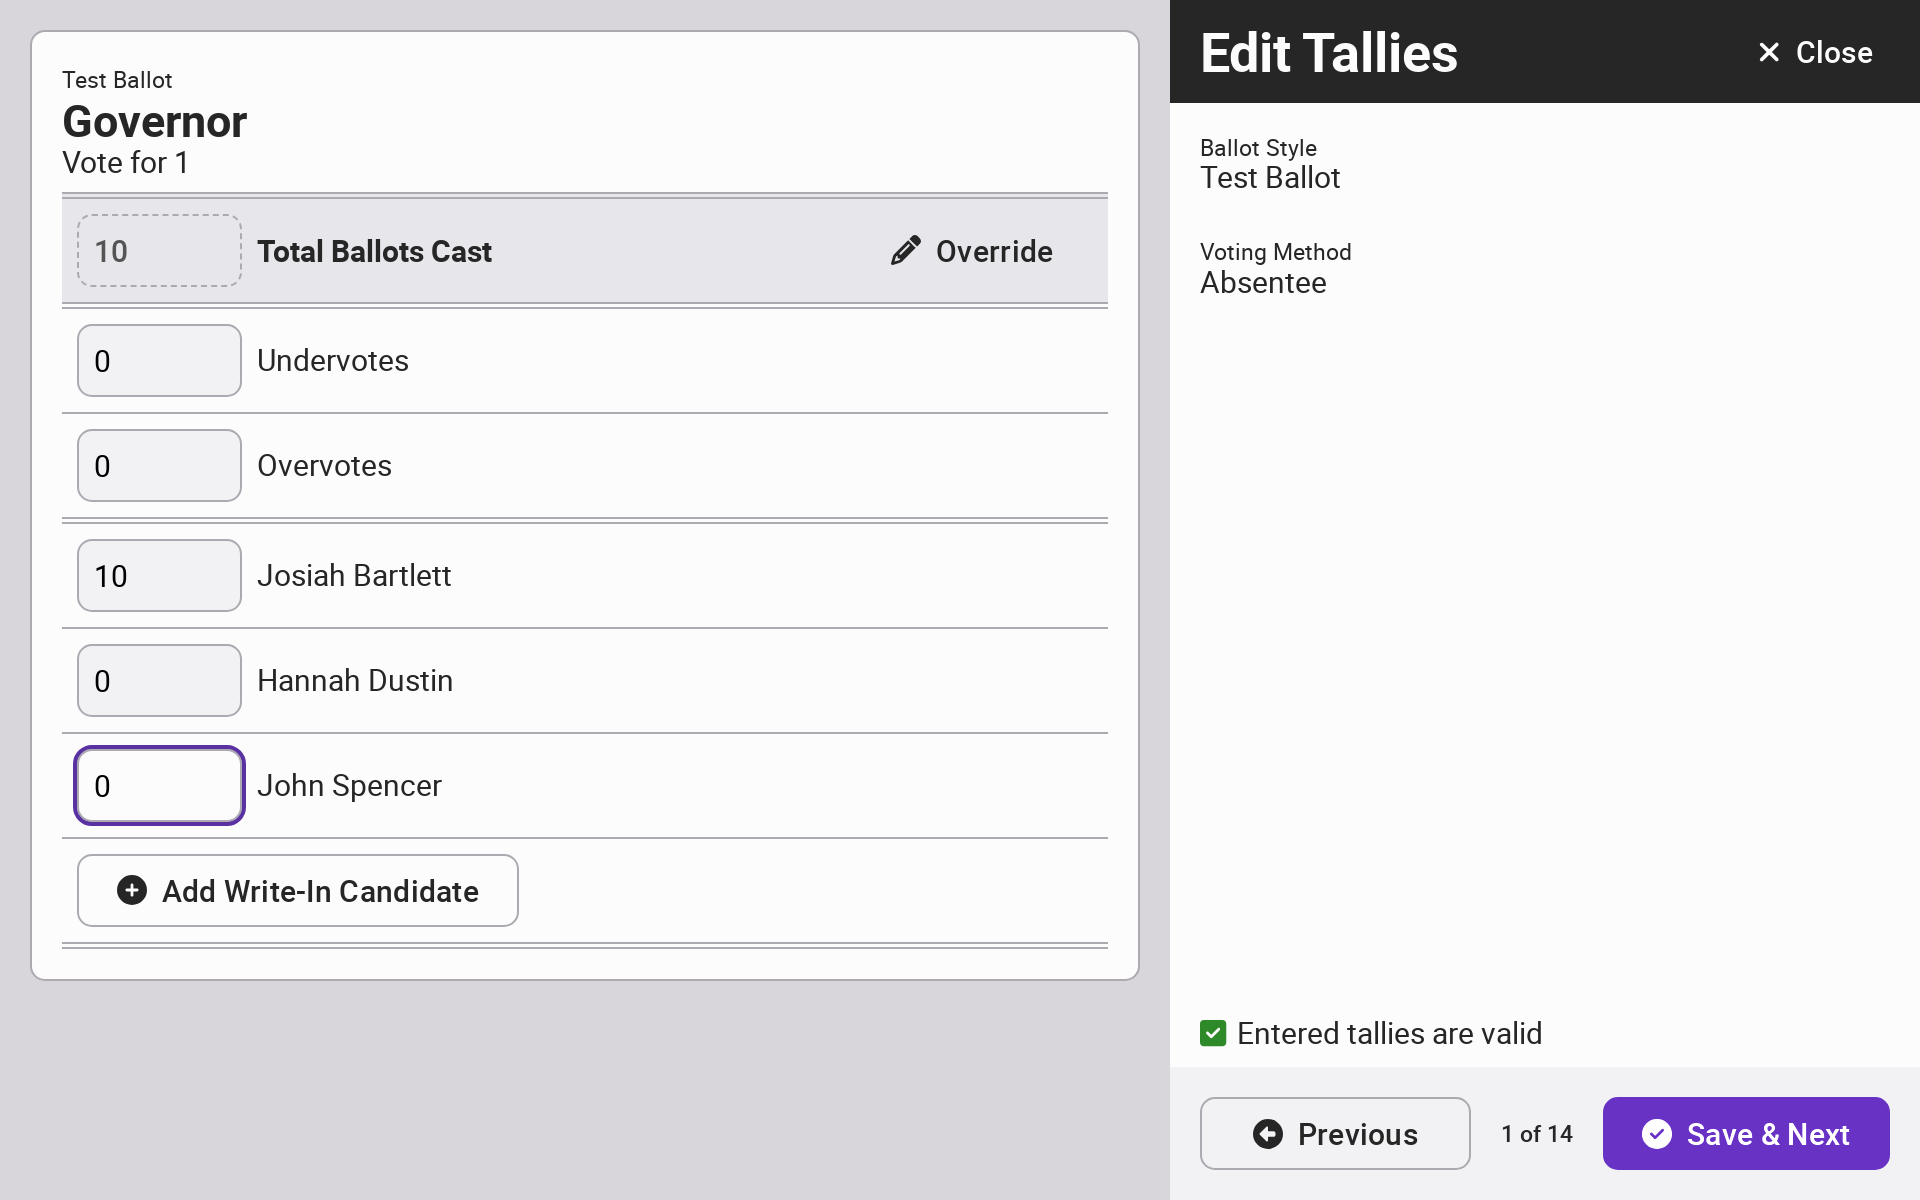 Test Ballot
Governor
Vote for 1
10 Total Ballots Cast Override
0 Undervotes
0 Overvotes
10 Josiah Bartlett
0 Hannah Dustin
0 John Spencer
Add Write-In Candidate
Edit Tallies Close
Ballot Style
Test Ballot
Voting Method
Absentee
Entered tallies are valid
Previous 1 of 14 Save & Next